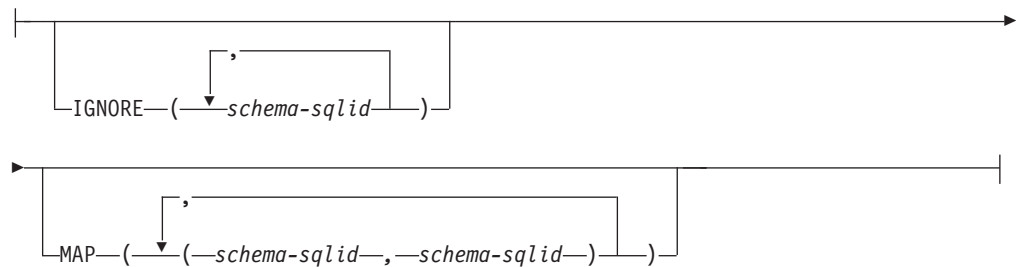 ,
IGNORE ( schema-sqlid )
,
MAP ( ( schema-sqlid , schema-sqlid ) )